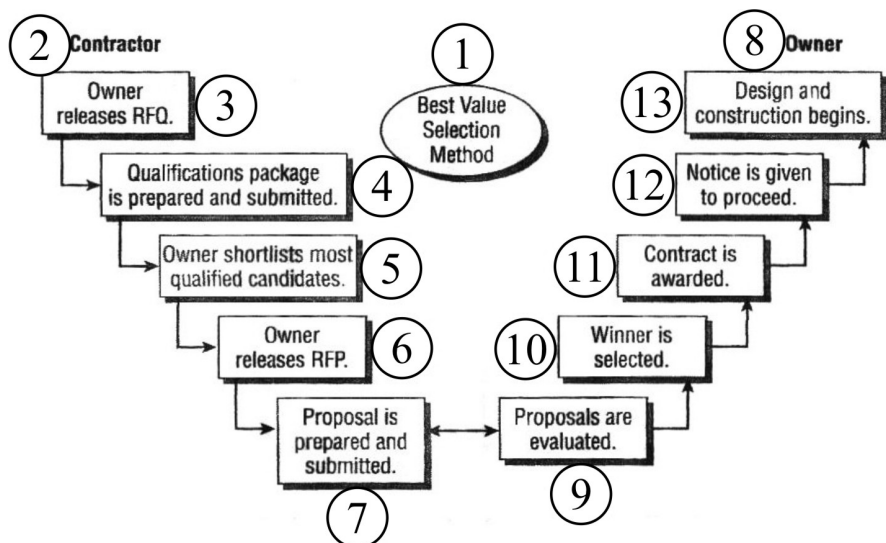 2 Contractor
Owner
releases RFQ.
3
Qualifications package
is prepared and submitted.
4
Owner shortlists most
qualified candidates.
5
Owner
releases RFP.
6
Proposal is
prepared and
submitted.
7
1
Best Value
Selection
Method
8 Owner
13
Design and
construction begins.
12
Notice is given
to proceed.
11
Contract is
awarded.
10
Winner is
selected.
Proposals are
evaluated.
9